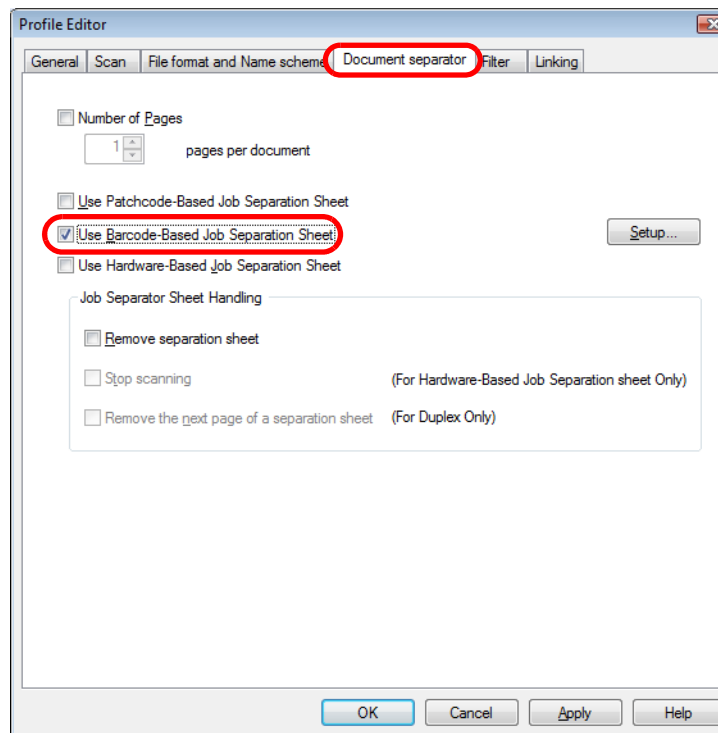 Profile Editor
General Scan File format and Name scheme Document separator Filter Linking
Number of Pages
1 pages per document
Use Patchcode-Based Job Separation Sheet
Use Barcode-Based Job Separation Sheet Setup...
Use Hardware-Based Job Separation Sheet
Job Separator Sheet Handling
Remove separation sheet
Stop scanning (For Hardware-Based Job Separation sheet Only)
Remove the next page of a separation sheet (For Duplex Only)
OK Cancel Apply Help